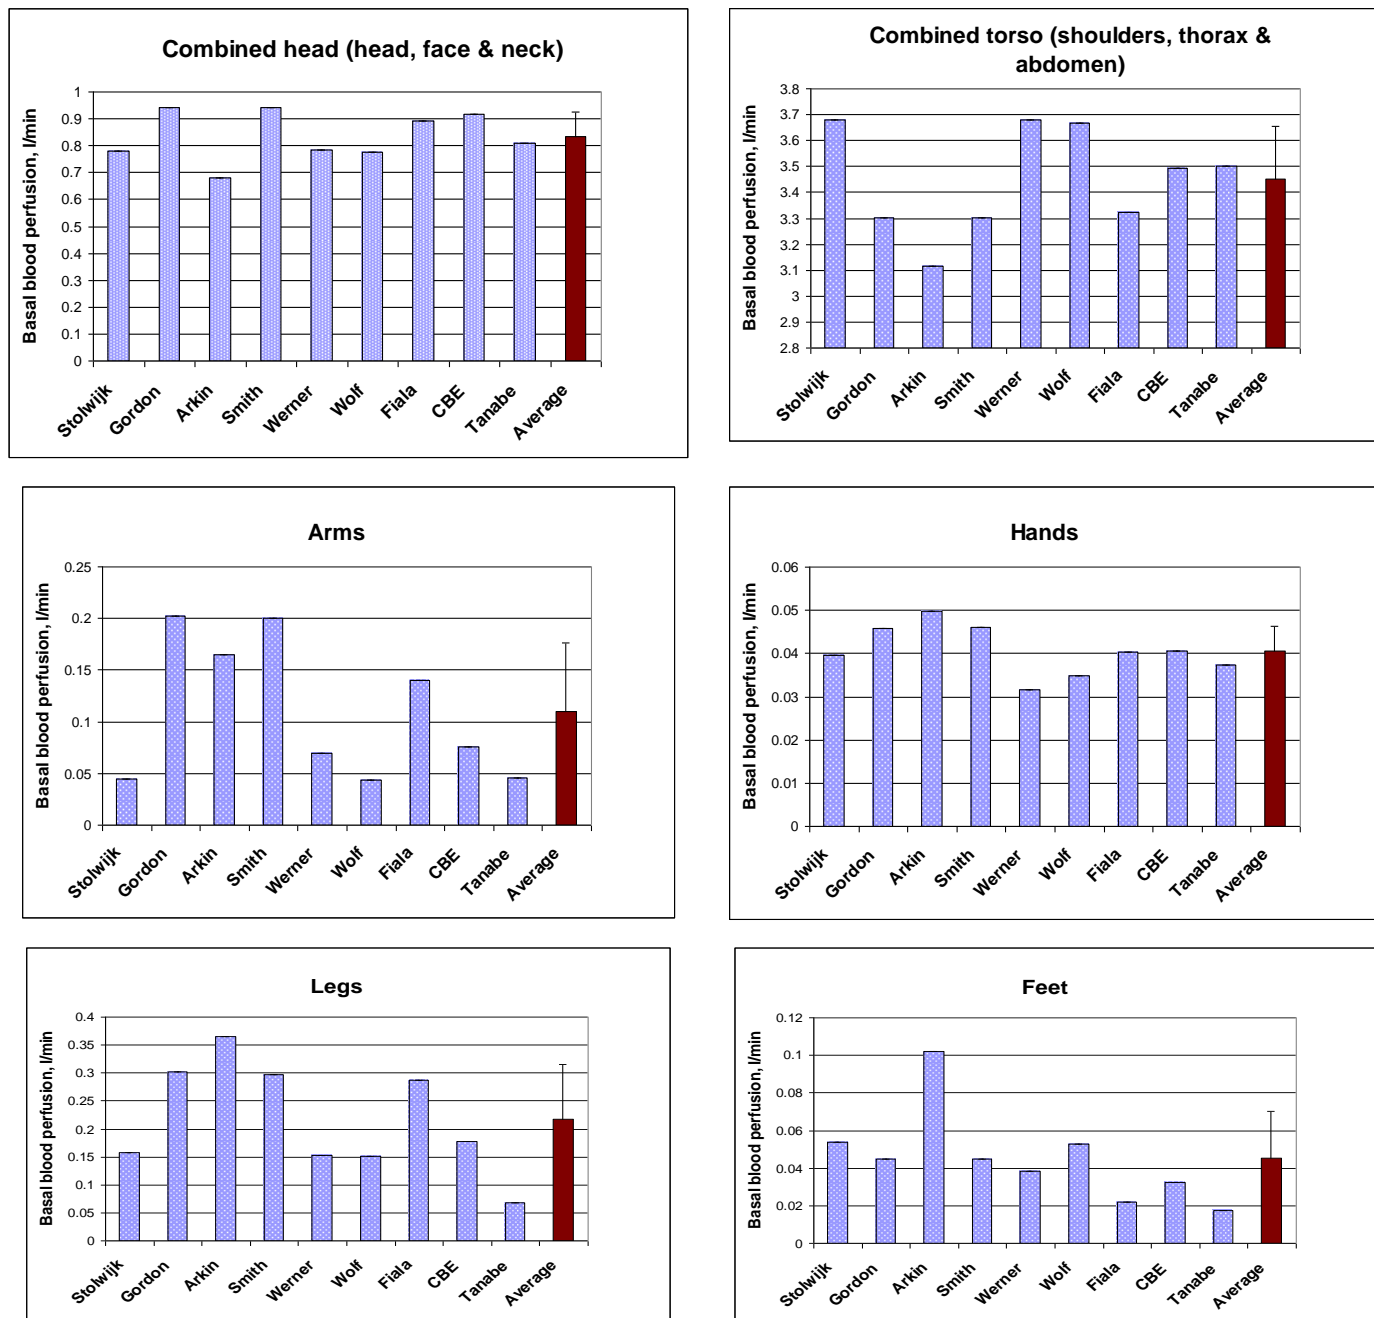 Combined head (head, face & neck)
Basal blood perfusion, l/min
1
0.9
0.8
0.7
0.6
0.5
0.4
0.3
0.2
0.1
0
Stolwijk
Gordon
Arkin
Smith
Werner
Wolf
Fiala
CBE
Tanabe
Average
Combined torso (shoulders, thorax &
abdomen)
Basal blood perfusion, l/min
3.8
3.7
3.6
3.5
3.4
3.3
3.2
3.1
3
2.9
2.8
Stolwijk
Gordon
Arkin
Smith
Werner
Wolf
Fiala
CBE
Tanabe
Average
Arms
Basal blood perfusion, l/min
0.25
0.2
0.15
0.1
0.05
0
Stolwijk
Gordon
Arkin
Smith
Werner
Wolf
Fiala
CBE
Tanabe
Average
Hands
Basal blood perfusion, l/min
0.06
0.05
0.04
0.03
0.02
0.01
0
Stolwijk
Gordon
Arkin
Smith
Werner
Wolf
Fiala
CBE
Tanabe
Average
Legs
Basal blood perfusion, l/min
0.4
0.35
0.3
0.25
0.2
0.15
0.1
0.05
0
Stolwijk
Gordon
Arkin
Smith
Werner
Wolf
Fiala
CBE
Tanabe
Average
Feet
Basal blood perfusion, l/min
0.12
0.1
0.08
0.06
0.04
0.02
0
Stolwijk
Gordon
Arkin
Smith
Werner
Wolf
Fiala
CBE
Tanabe
Average